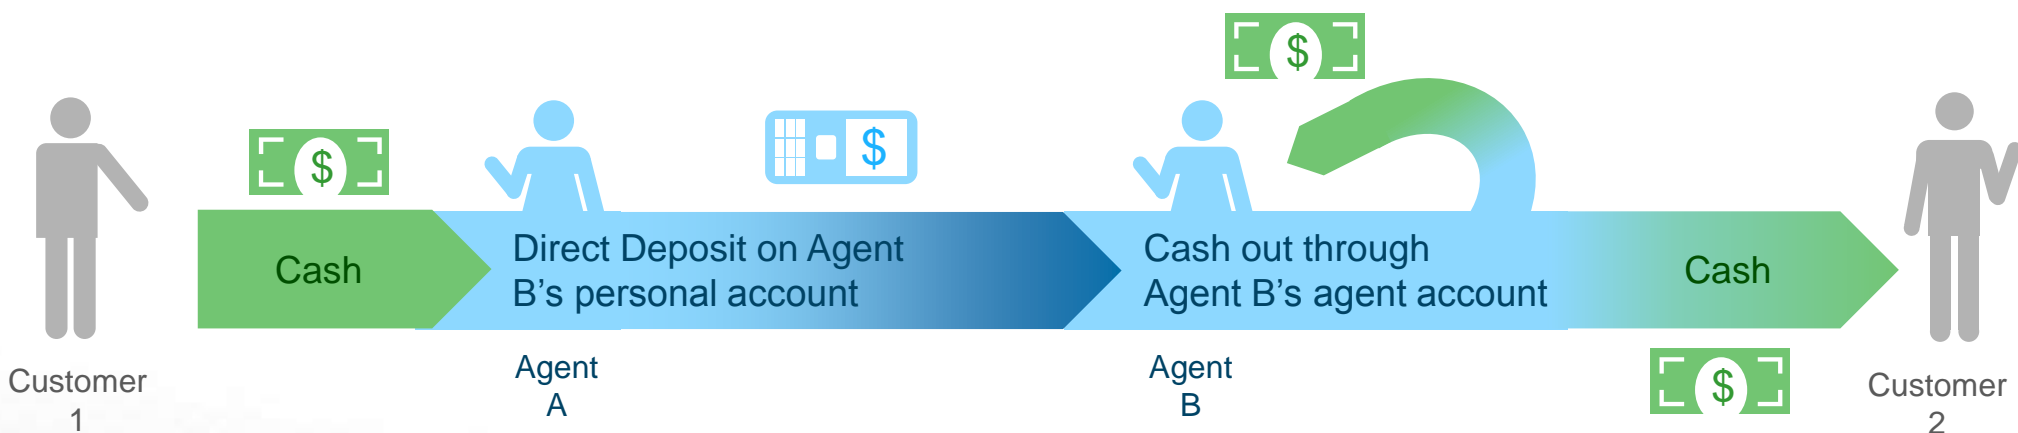 $
$
$
$
Cash
Direct Deposit on Agent
B’s personal account
Cash out through
Agent B’s agent account
Cash
Customer
1
Agent
A
Agent
B
Customer
2